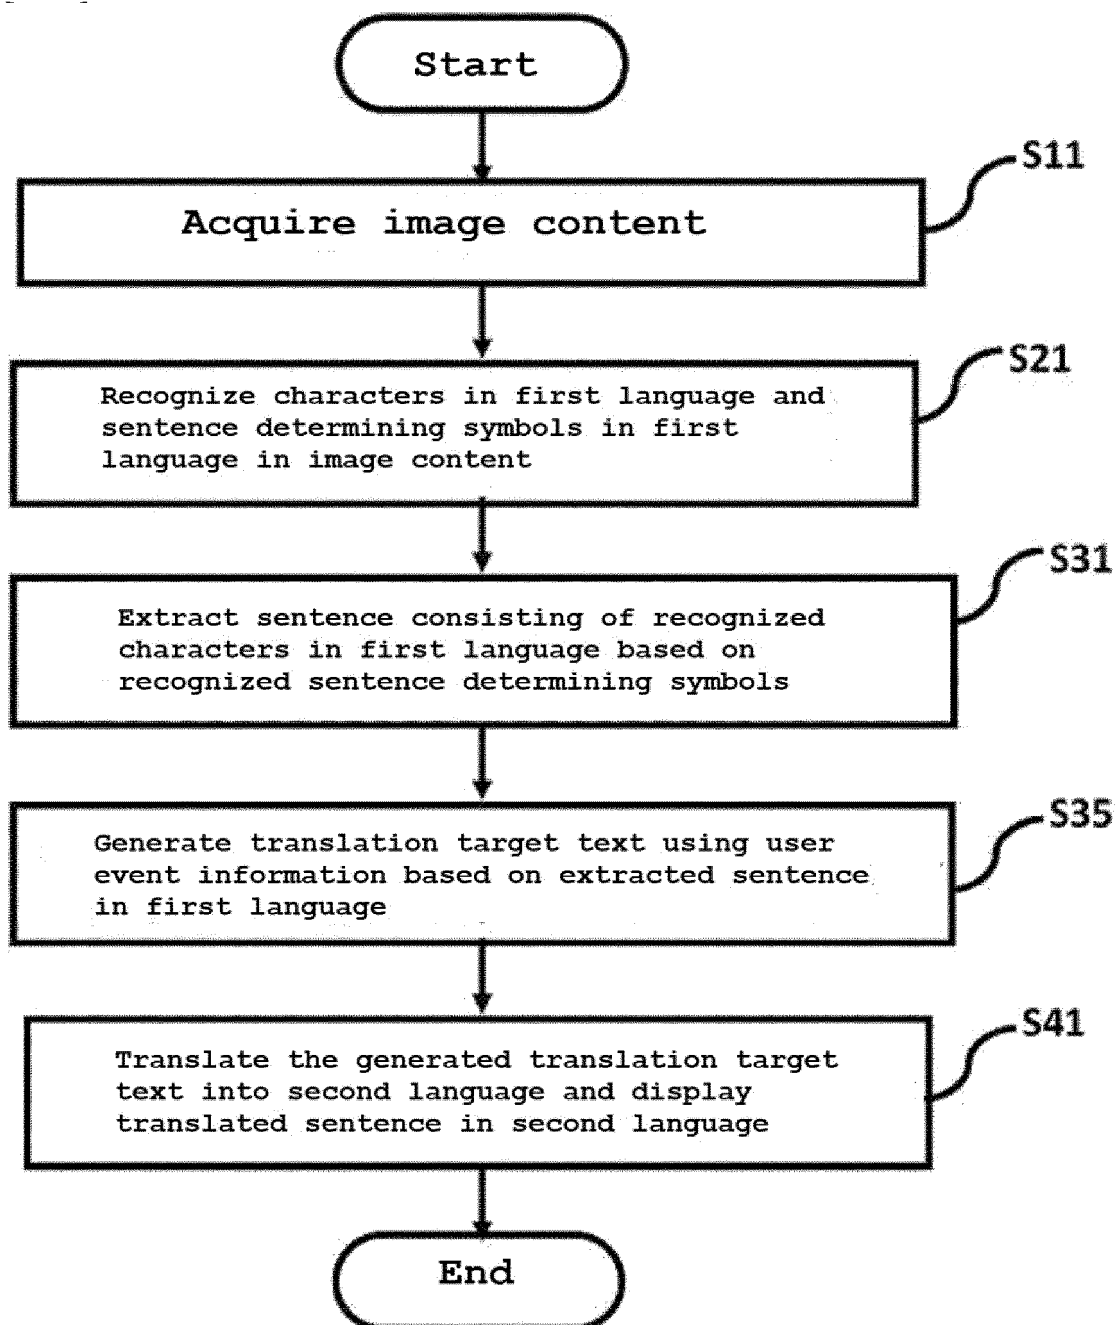 Start
S11
Acquire image content
S21
Recognize characters in first language and
sentence determining symbols in first
language in image content
S31
Extract sentence consisting of recognized
characters in first language based on
recognized sentence determining symbols
S35
Generate translation target text using user
event information based on extracted sentence
in first language
S41
Translate the generated translation target
text into second language and display
translated sentence in second language
End